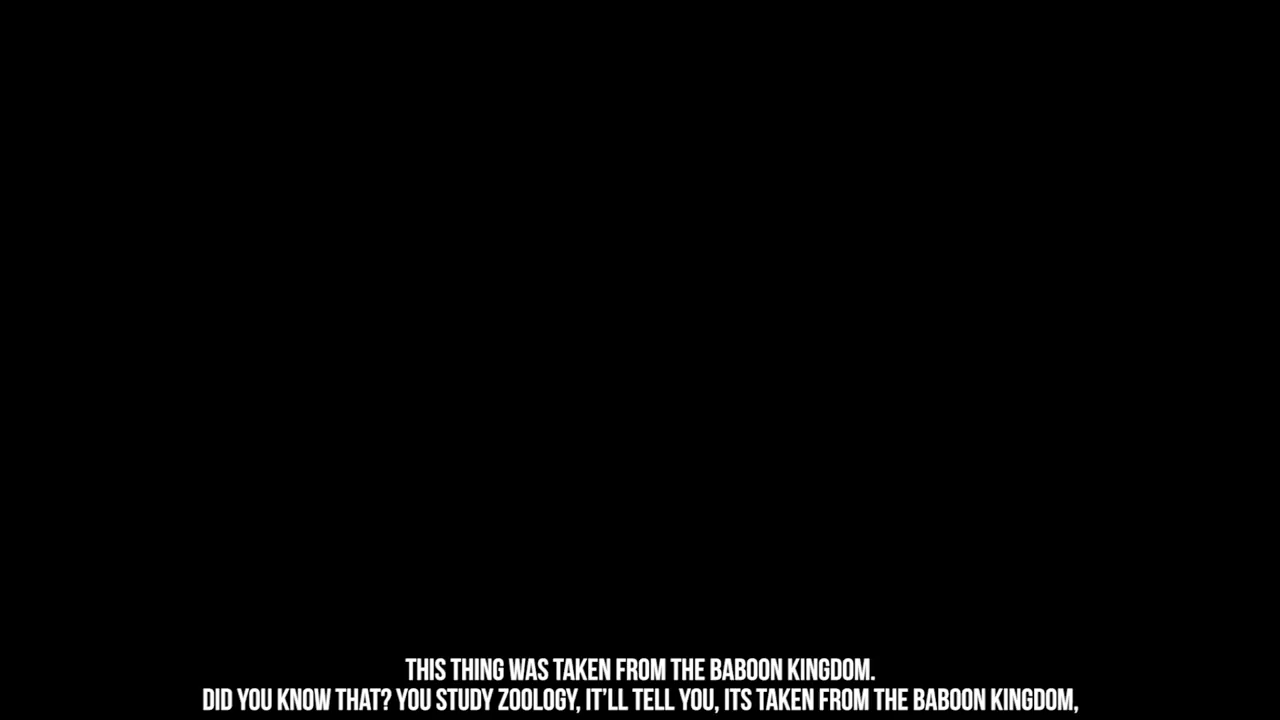 THIS THING WAS TAKEN FROM THE BABOON KINGDOM.
DID YOU KNOW THAT? YOU STUDY ZOOLOGY, IT'LL TELL YOU, ITS TAKEN FROM THE BABOON KINGDOM,